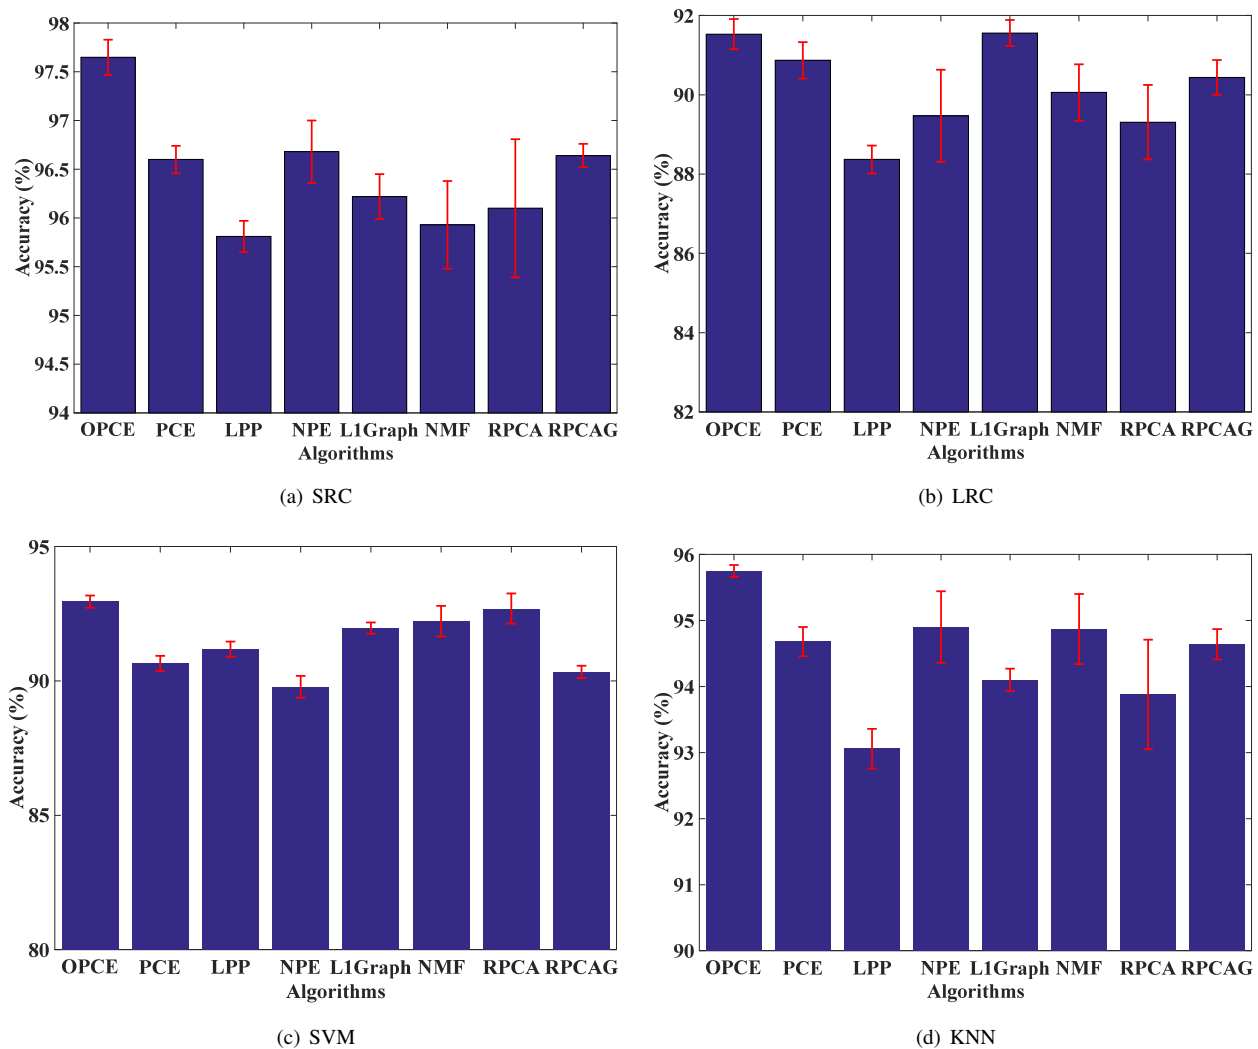 98
97.5
97
96.5
96
95.5
95
94.5
94
Accuracy (%)
OPCE PCE LPP NPE L1Graph NMF RPCA RPCAG
Algorithms
(a) SRC
92
90
88
86
84
82
Accuracy (%)
OPCE PCE LPP NPE L1Graph NMF RPCA RPCAG
Algorithms
(b) LRC
95
90
85
80
Accuracy (%)
OPCE PCE LPP NPE L1Graph NMF RPCA RPCAG
Algorithms
(c) SVM
96
95
94
93
92
91
90
Accuracy (%)
OPCE PCE LPP NPE L1Graph NMF RPCA RPCAG
Algorithms
(d) KNN